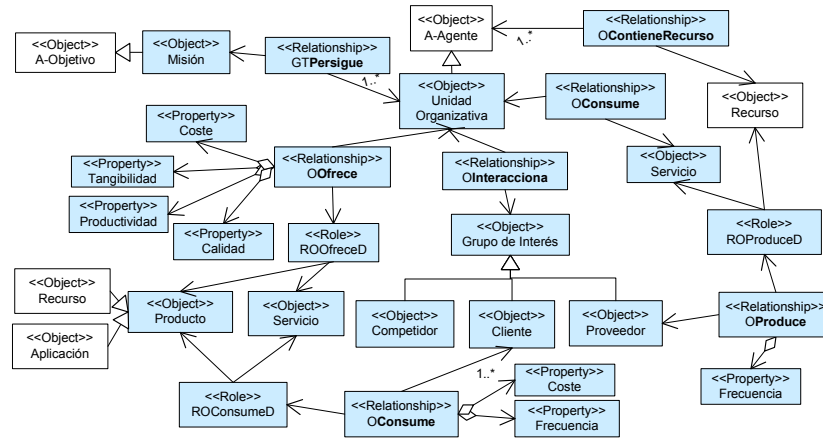 <<Object>>
A-Objetivo
<<Object>>
Misión
<<Relationship>>
GTPersigue
1..*
<<Object>>
A-Agente
1..*
<<Relationship>>
OContieneRecurso
<<Object>>
Unidad
Organizativa
<<Relationship>>
OConsume
<<Object>>
Recurso
<<Property>>
Coste
<<Property>>
Tangibilidad
<<Property>>
Productividad
<<Property>>
Calidad
<<Relationship>>
OOfrece
<<Relationship>>
OInteracciona
<<Object>>
Servicio
<<Role>>
ROOfreceD
<<Object>>
Grupo de Interés
<<Role>>
ROProduceD
<<Object>>
Recurso
<<Object>>
Aplicación
<<Object>>
Producto
<<Object>>
Servicio
<<Object>>
Competidor
<<Object>>
Cliente
<<Object>>
Proveedor
<<Relationship>>
OProduce
<<Role>>
ROConsumeD
<<Relationship>>
OConsume
1..*
<<Property>>
Coste
<<Property>>
Frecuencia
<<Property>>
Frecuencia